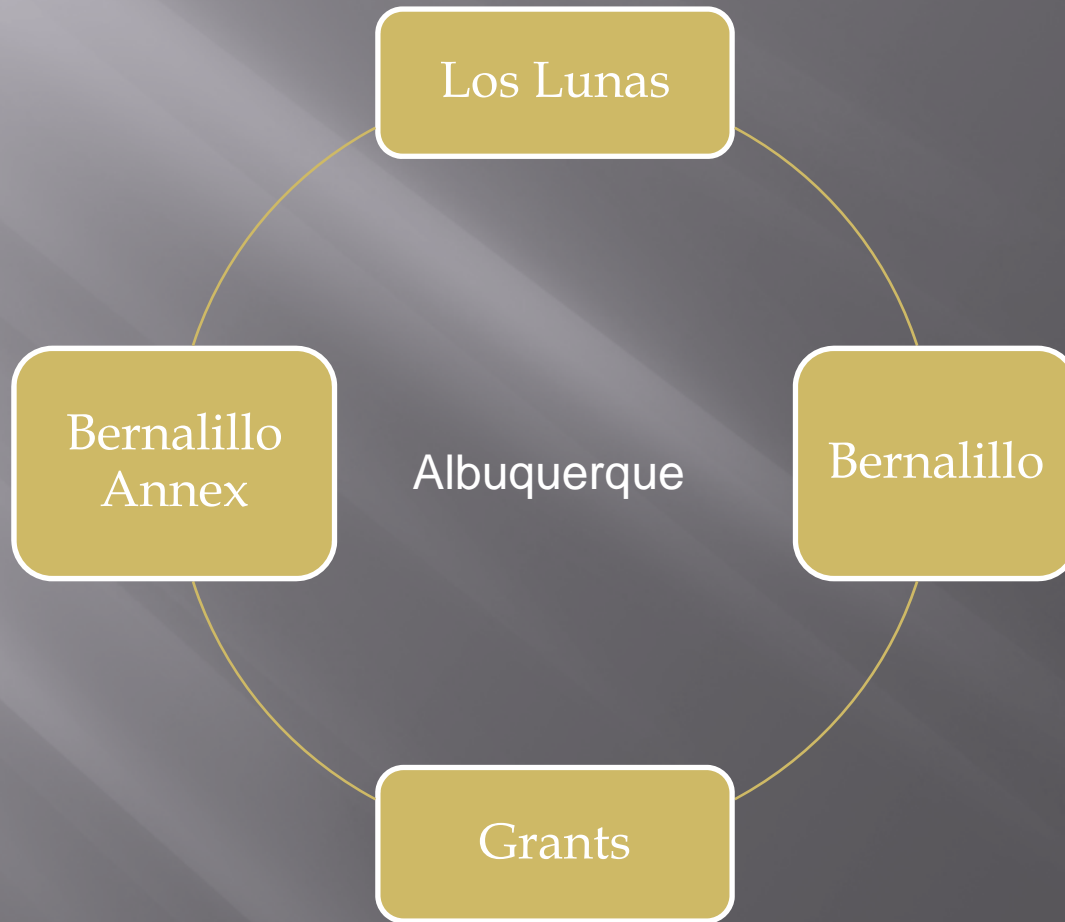 Los Lunas
Bernalillo
Annex
Albuquerque
Bernalillo
Grants